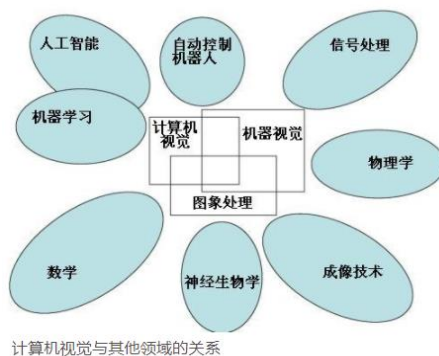 人工智能
自动控制
机器人
信号处理
机器学习
计算机
视觉
机器视觉
物理学
图象处理
数学
神经生物学
成像技术
计算机视觉与其他领域的关系